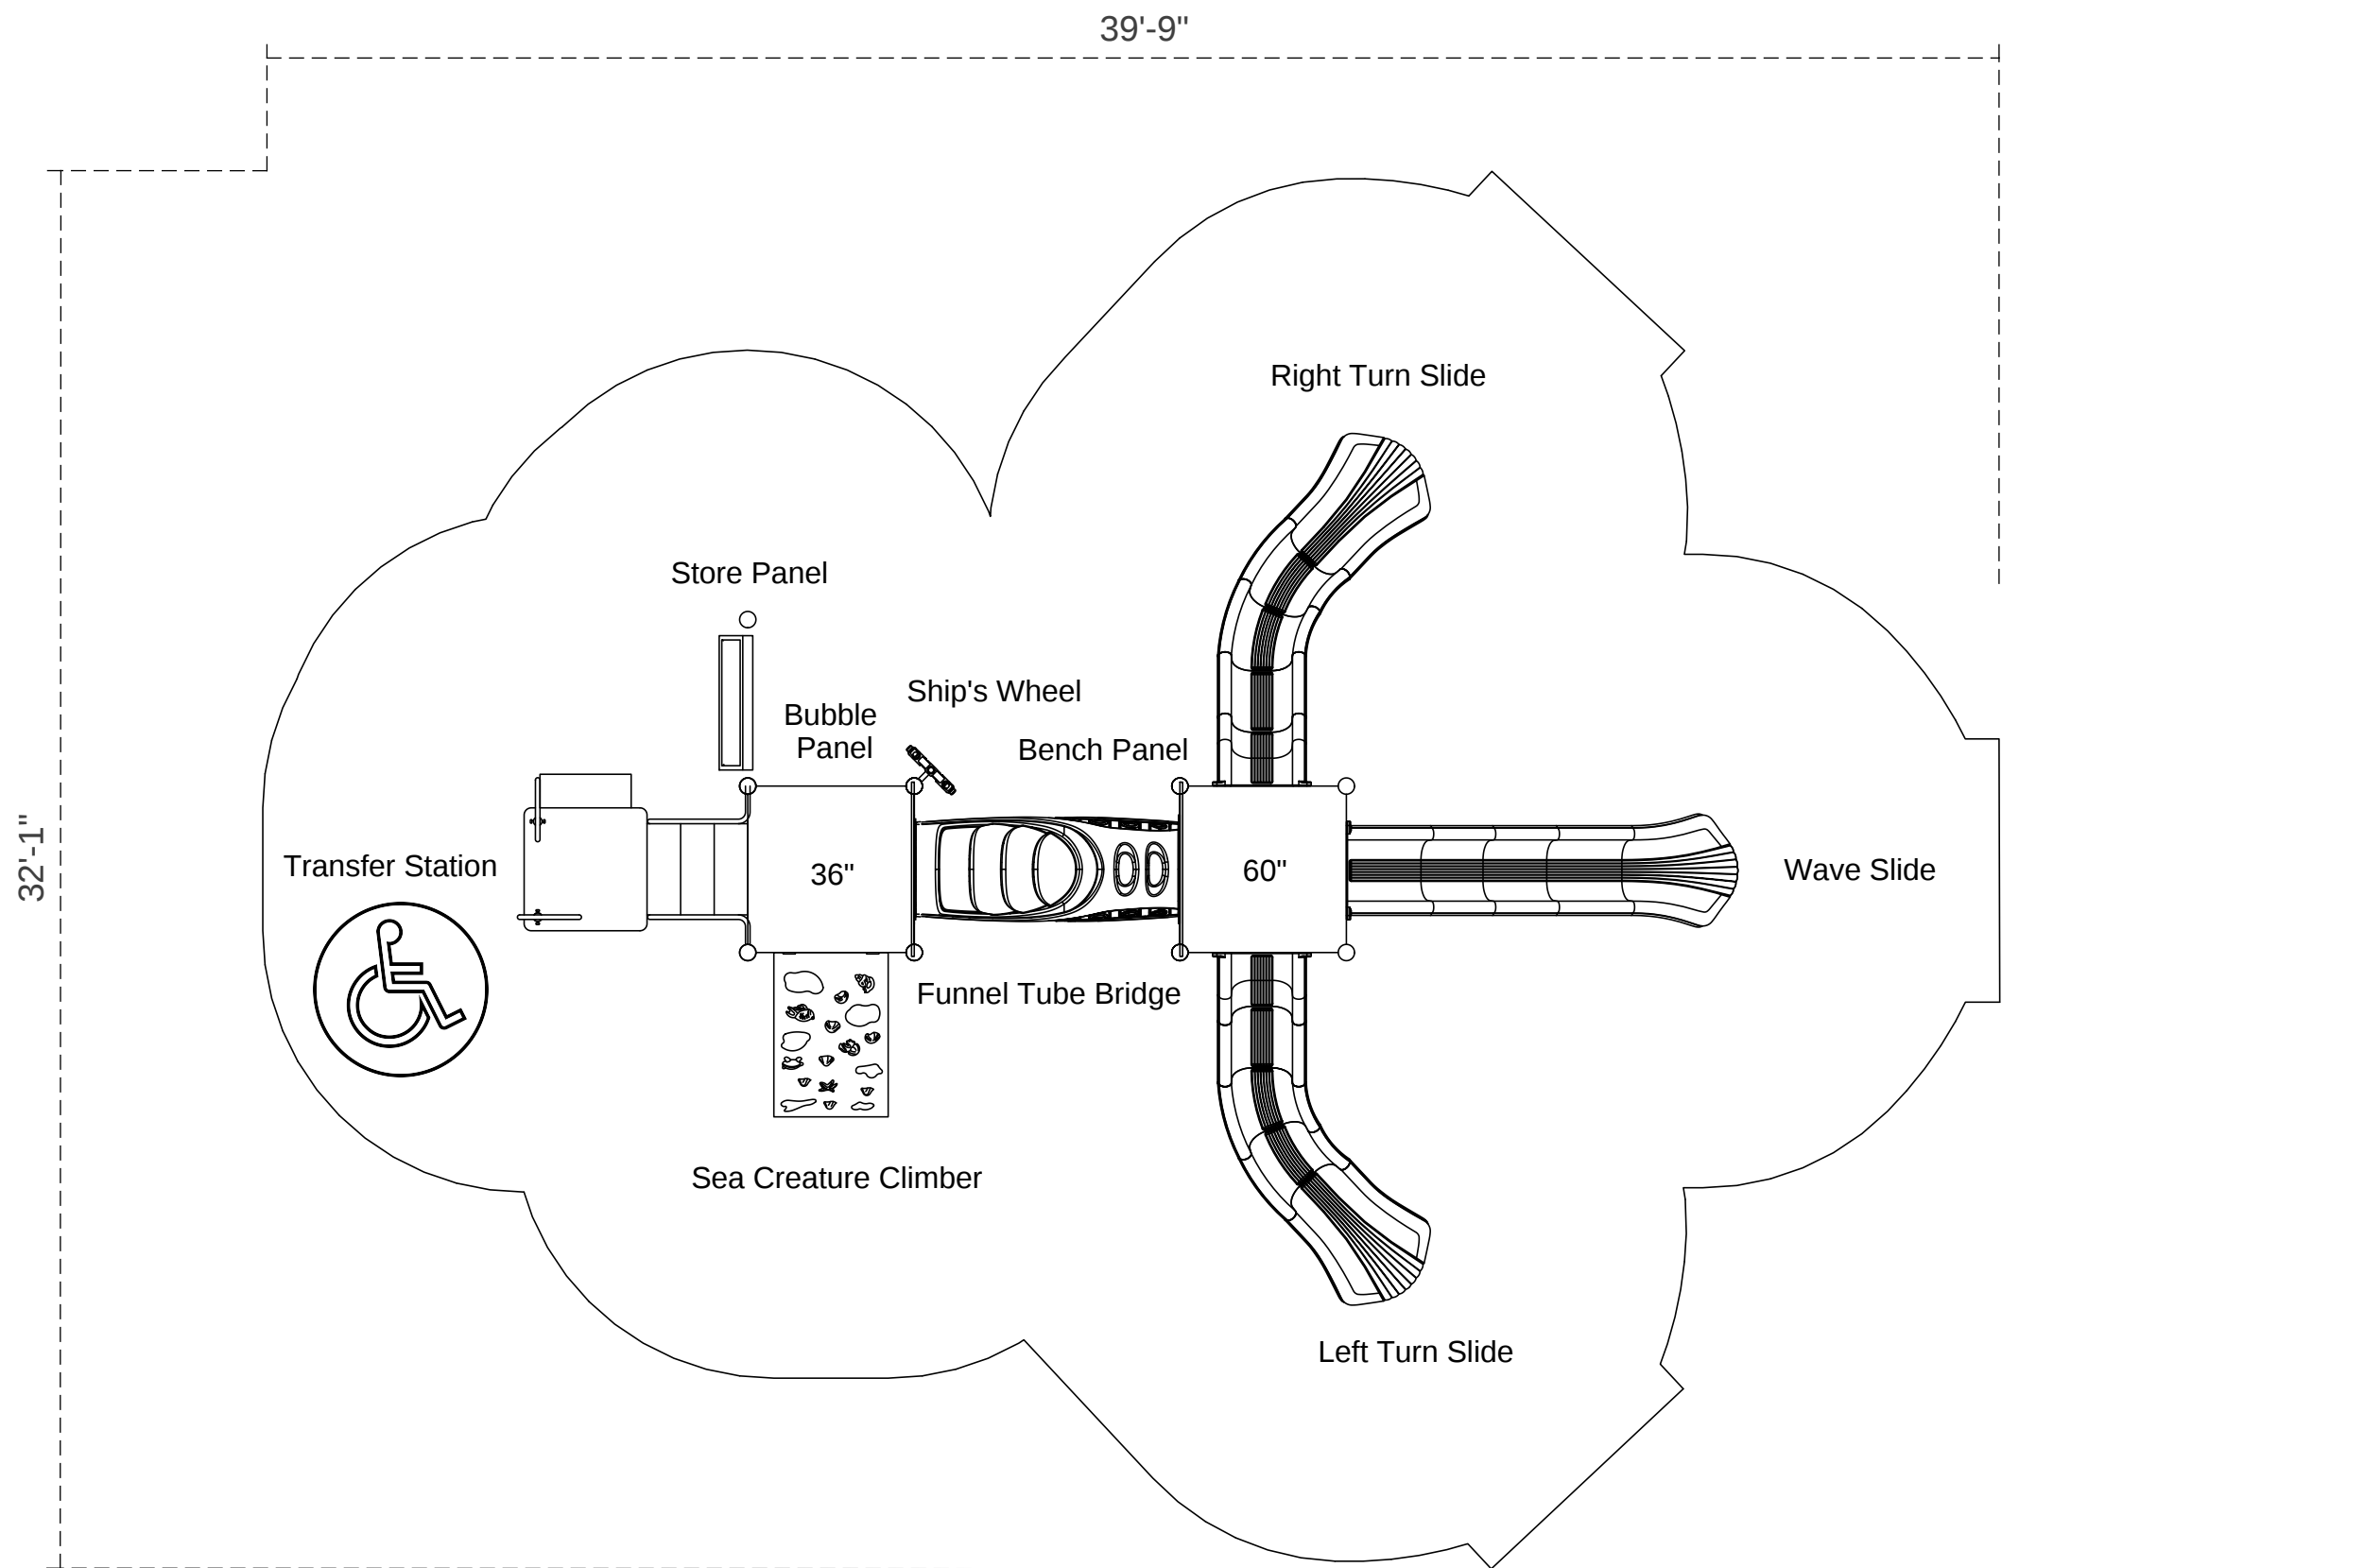 39'-9"
Right Turn Slide
Store Panel
Ship's Wheel
Bubble
Panel
Bench Panel
32'-1"
Transfer Station
36"
60"
Wave Slide
Funnel Tube Bridge
Sea Creature Climber
Left Turn Slide